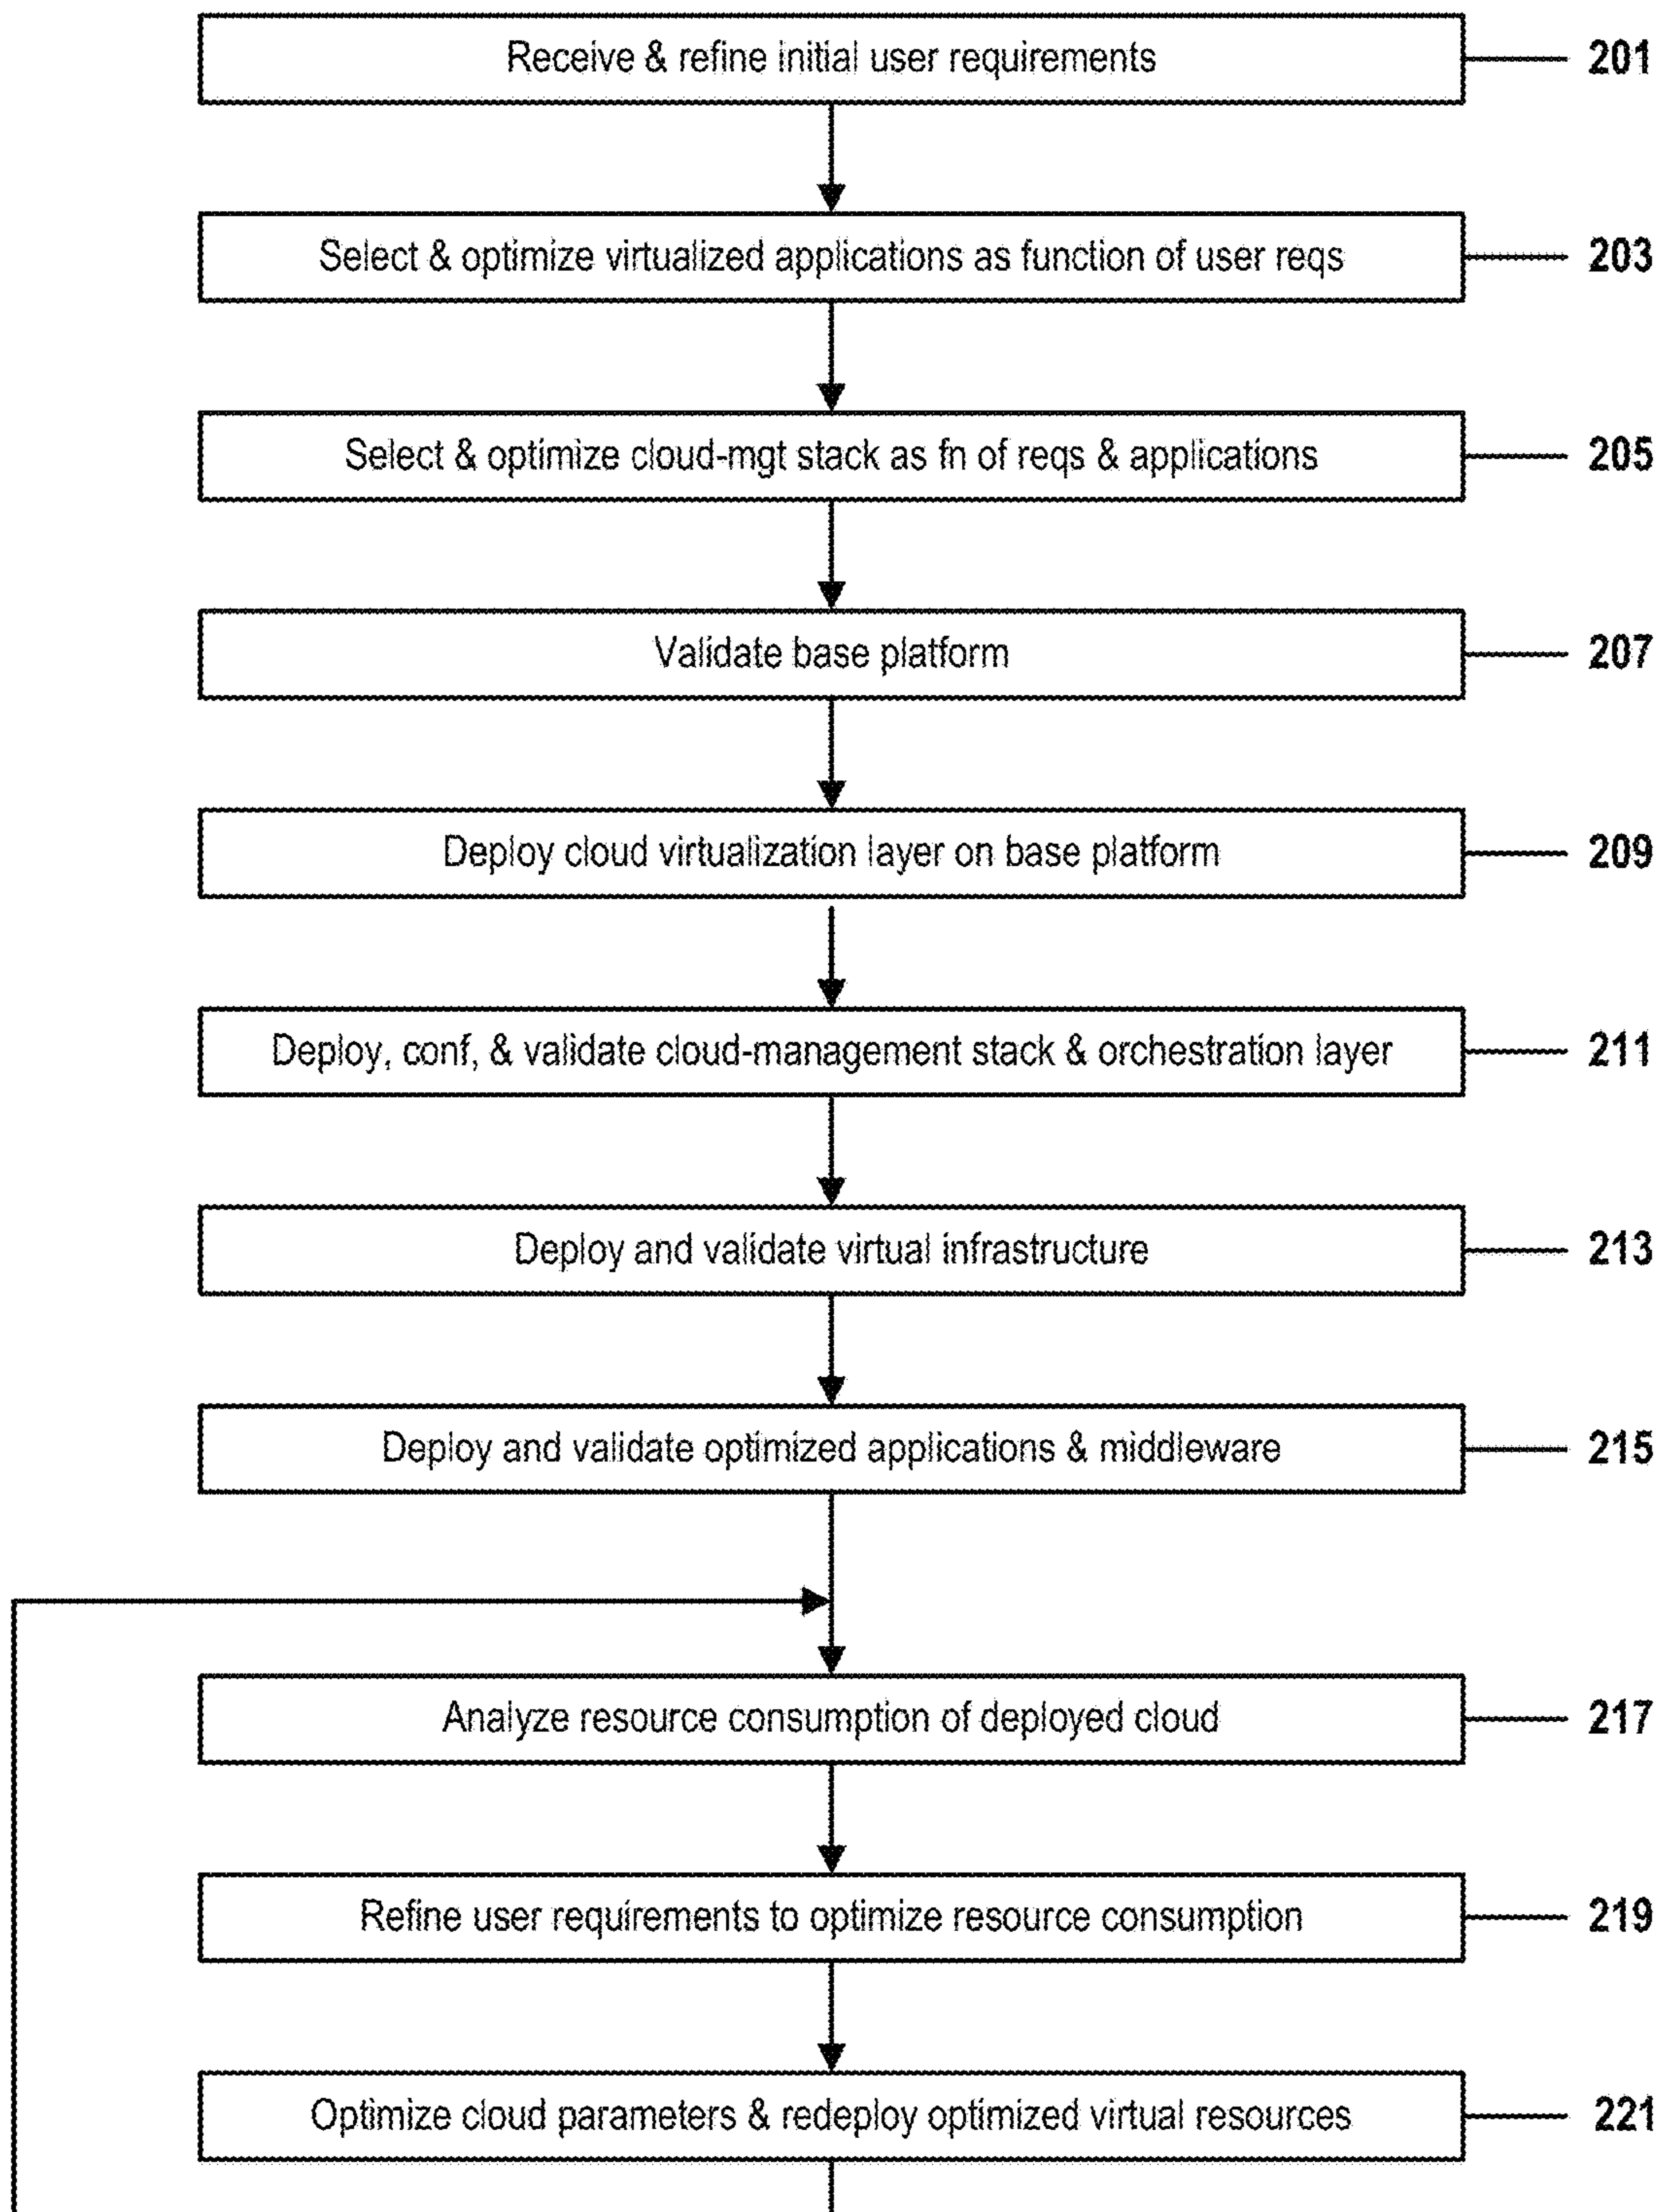 Receive & refine initial user requirements 201
Select & optimize virtualized applications as function of user reqs 203
Select & optimize cloud-mgt stack as fn of reqs & applications 205
Validate base platform 207
Deploy cloud virtualization layer on base platform 209
Deploy, conf, & validate cloud-management stack & orchestration layer 211
Deploy and validate virtual infrastructure 213
Deploy and validate optimized applications & middleware 215
Analyze resource consumption of deployed cloud 217
Refine user requirements to optimize resource consumption 219
Optimize cloud parameters & redeploy optimized virtual resources 221